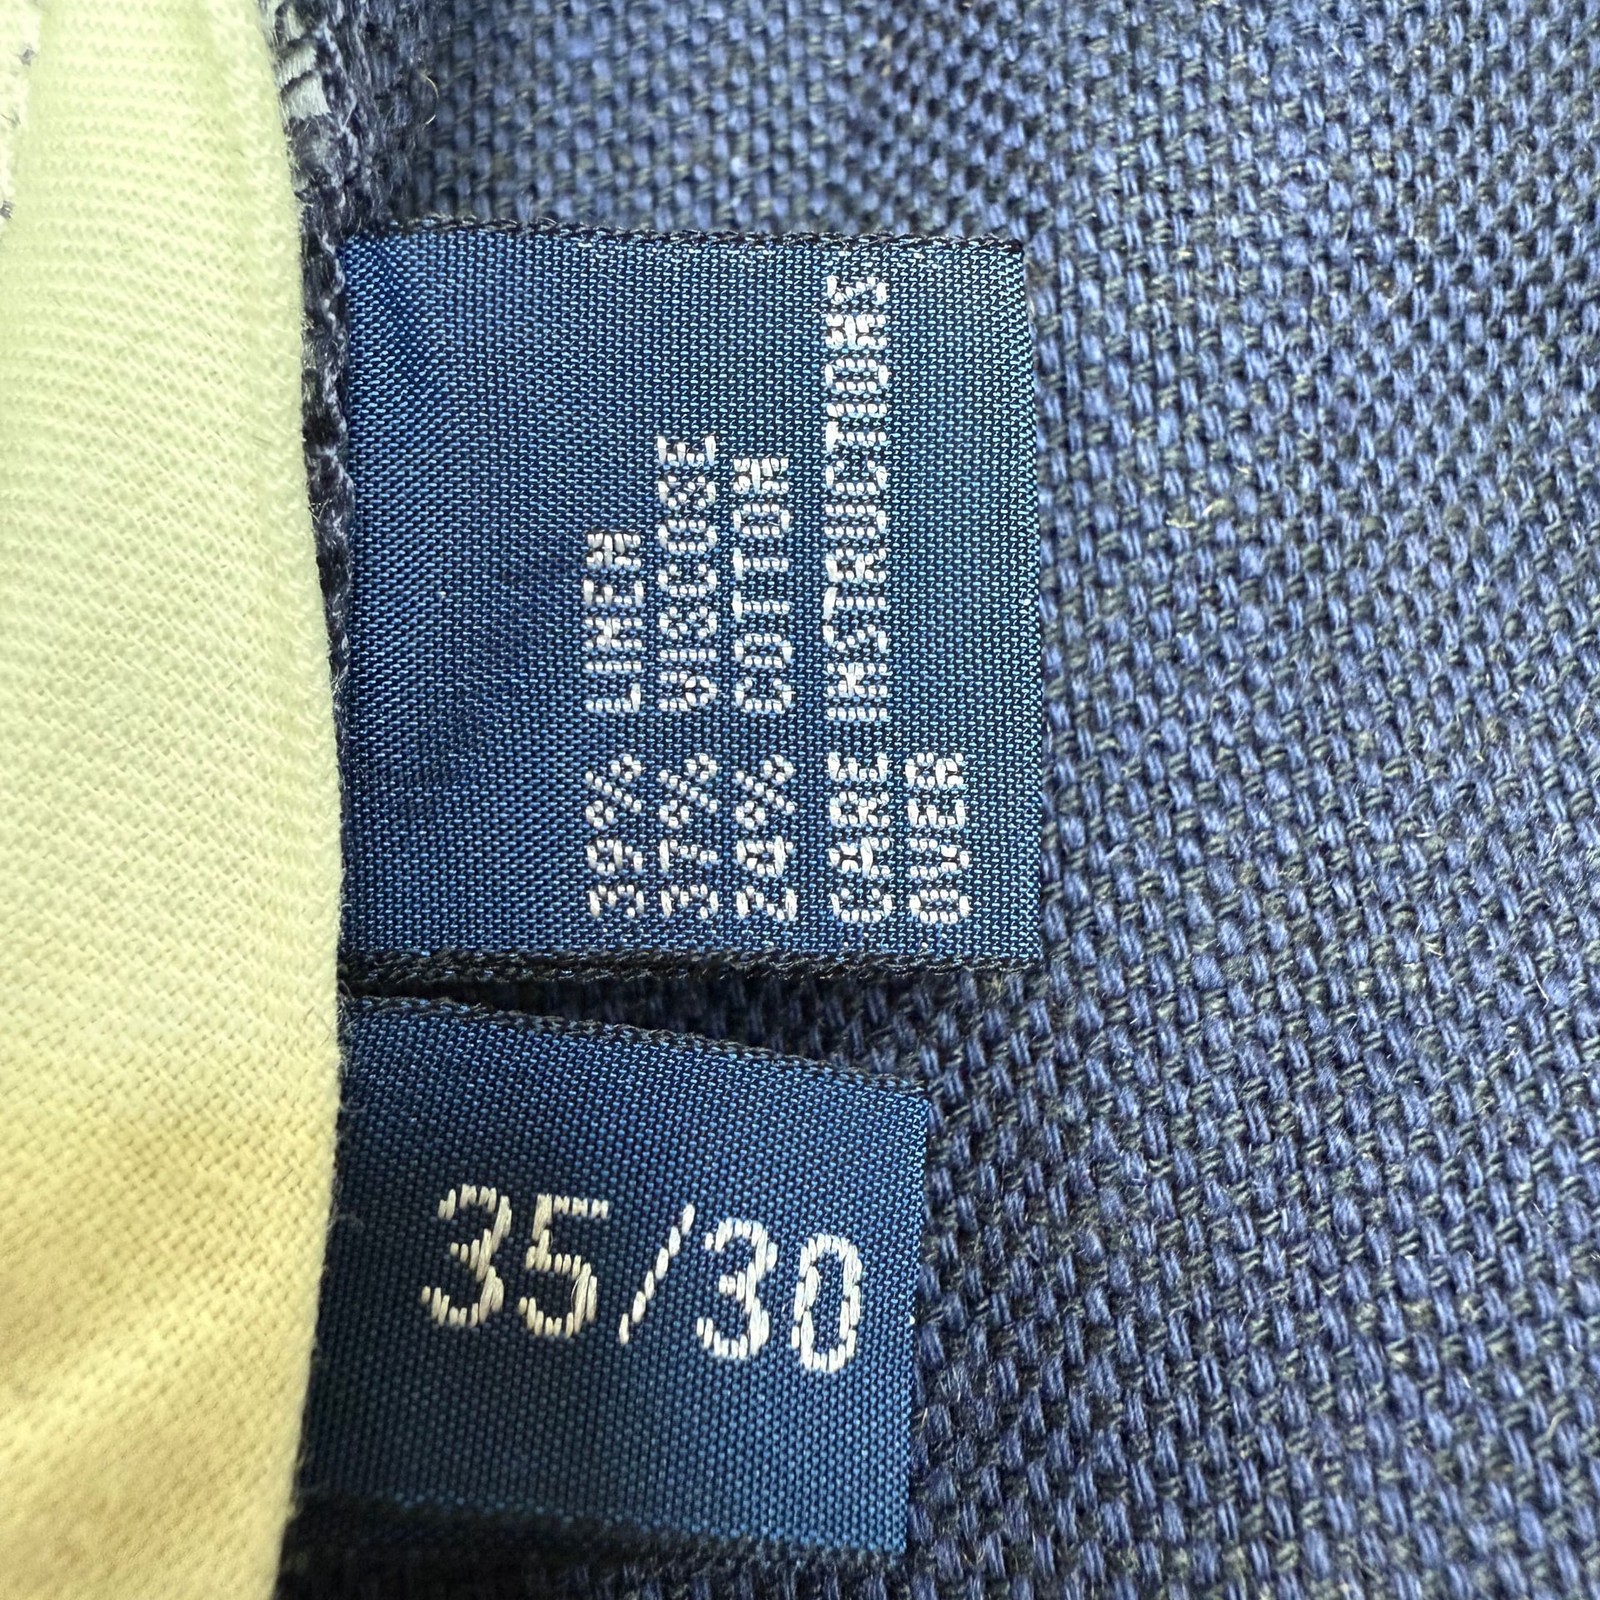 39% LINEN
37% VISCOSE
24% COTTON
CARE INSTRUCTIONS
OVER
35/30